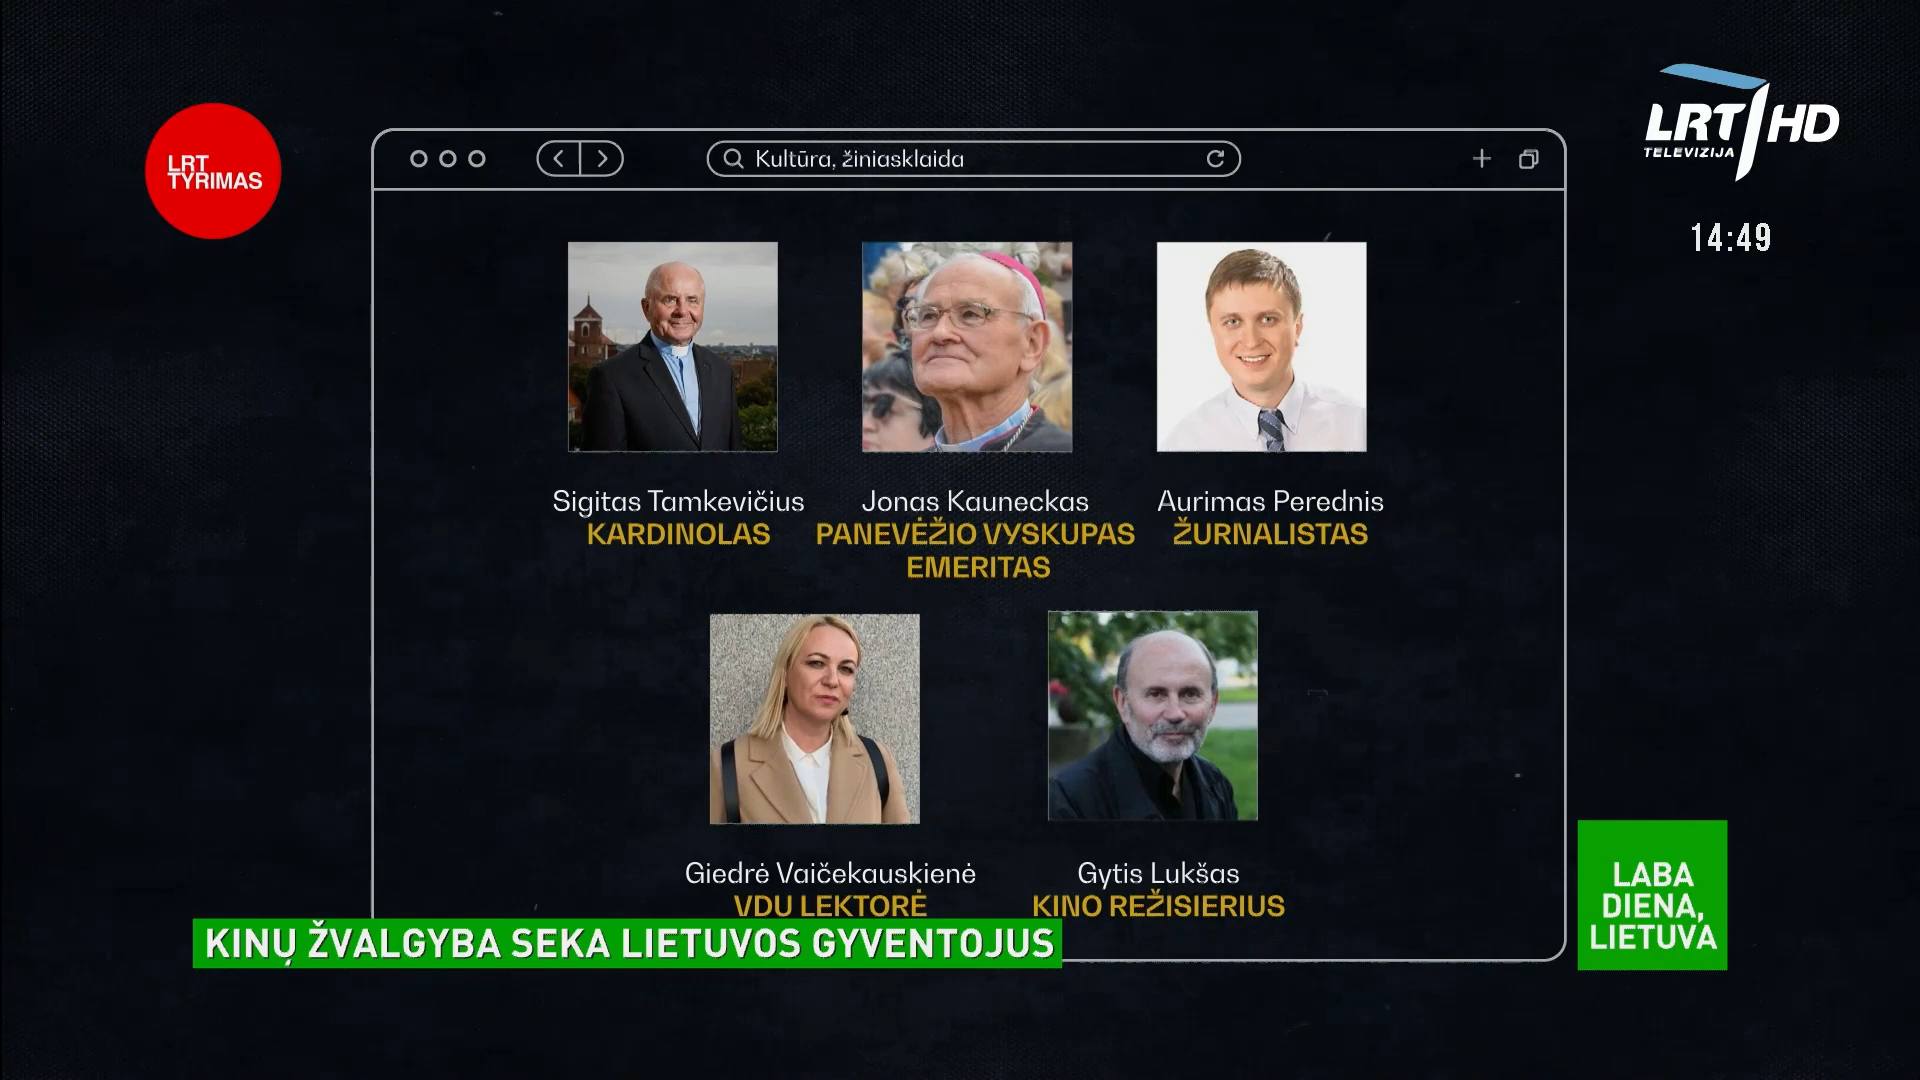 LRT
TYRIMAS
Kultūra, žiniasklaida
LRT HD
TELEVIZIJA
14:49
Sigitas Tamkevičius
KARDINOLAS
Jonas Kauneckas
PANEVĖŽIO VYSKUPAS
EMERITAS
Aurimas Perednis
ŽURNALISTAS
Giedrė Vaičekauskienė
VDU LEKTORĖ
Gytis Lukšas
KINO REŽISIERIUS
KINŲ ŽVALGYBA SEKA LIETUVOS GYVENTOJUS
LABA
DIENA,
LIETUVA